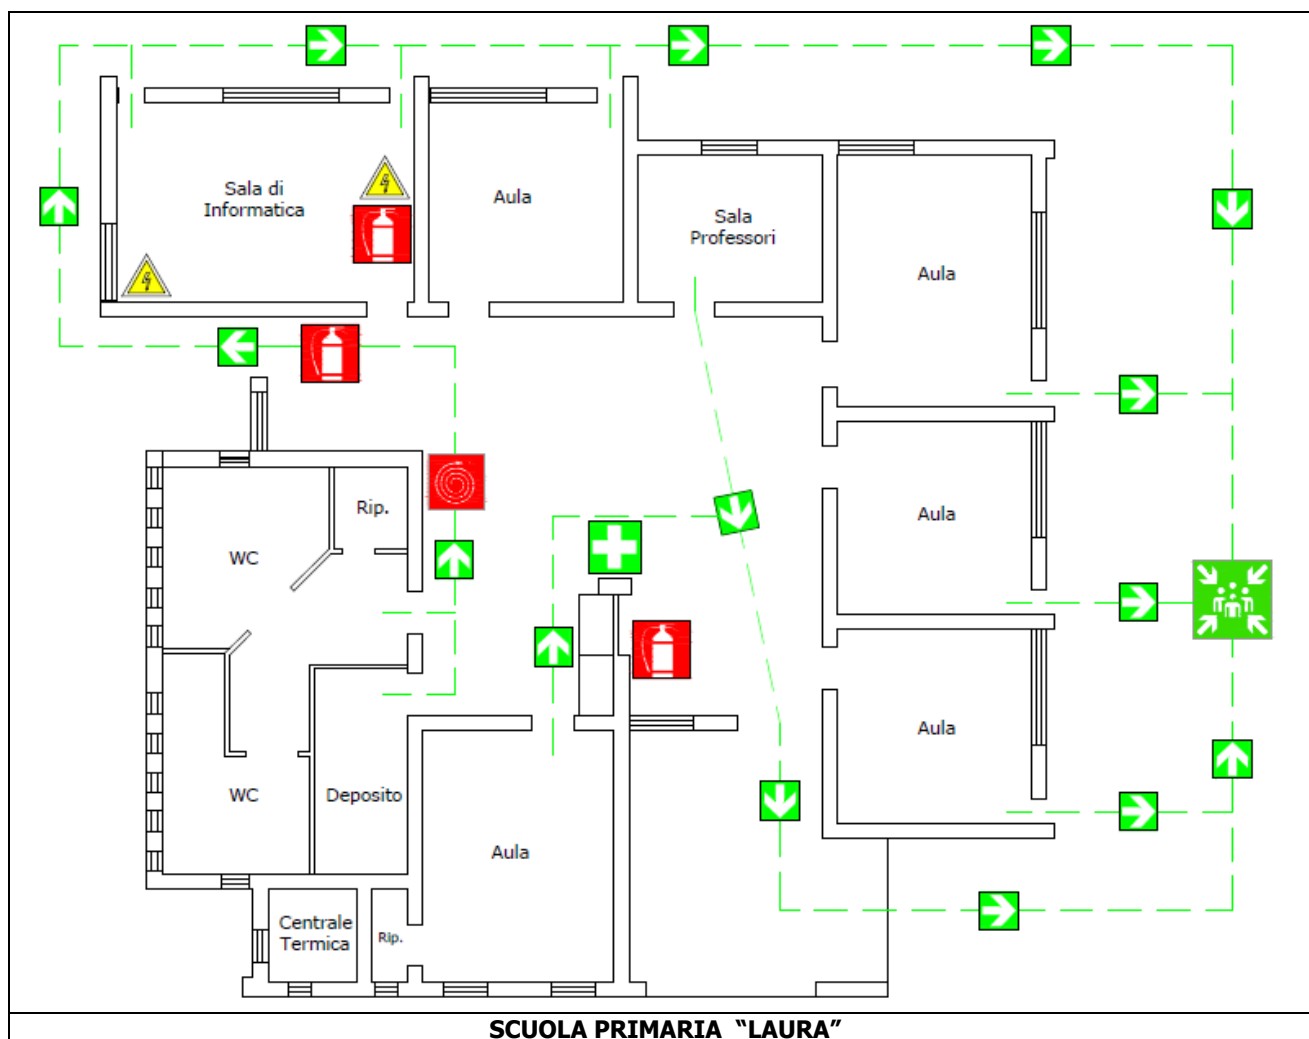 Sala di
Informatica
Aula
Sala
Professori
Aula
Rip.
WC
Aula
WC
Deposito
Aula
Aula
Centrale
Termica
Rip.
SCUOLA PRIMARIA “LAURA”